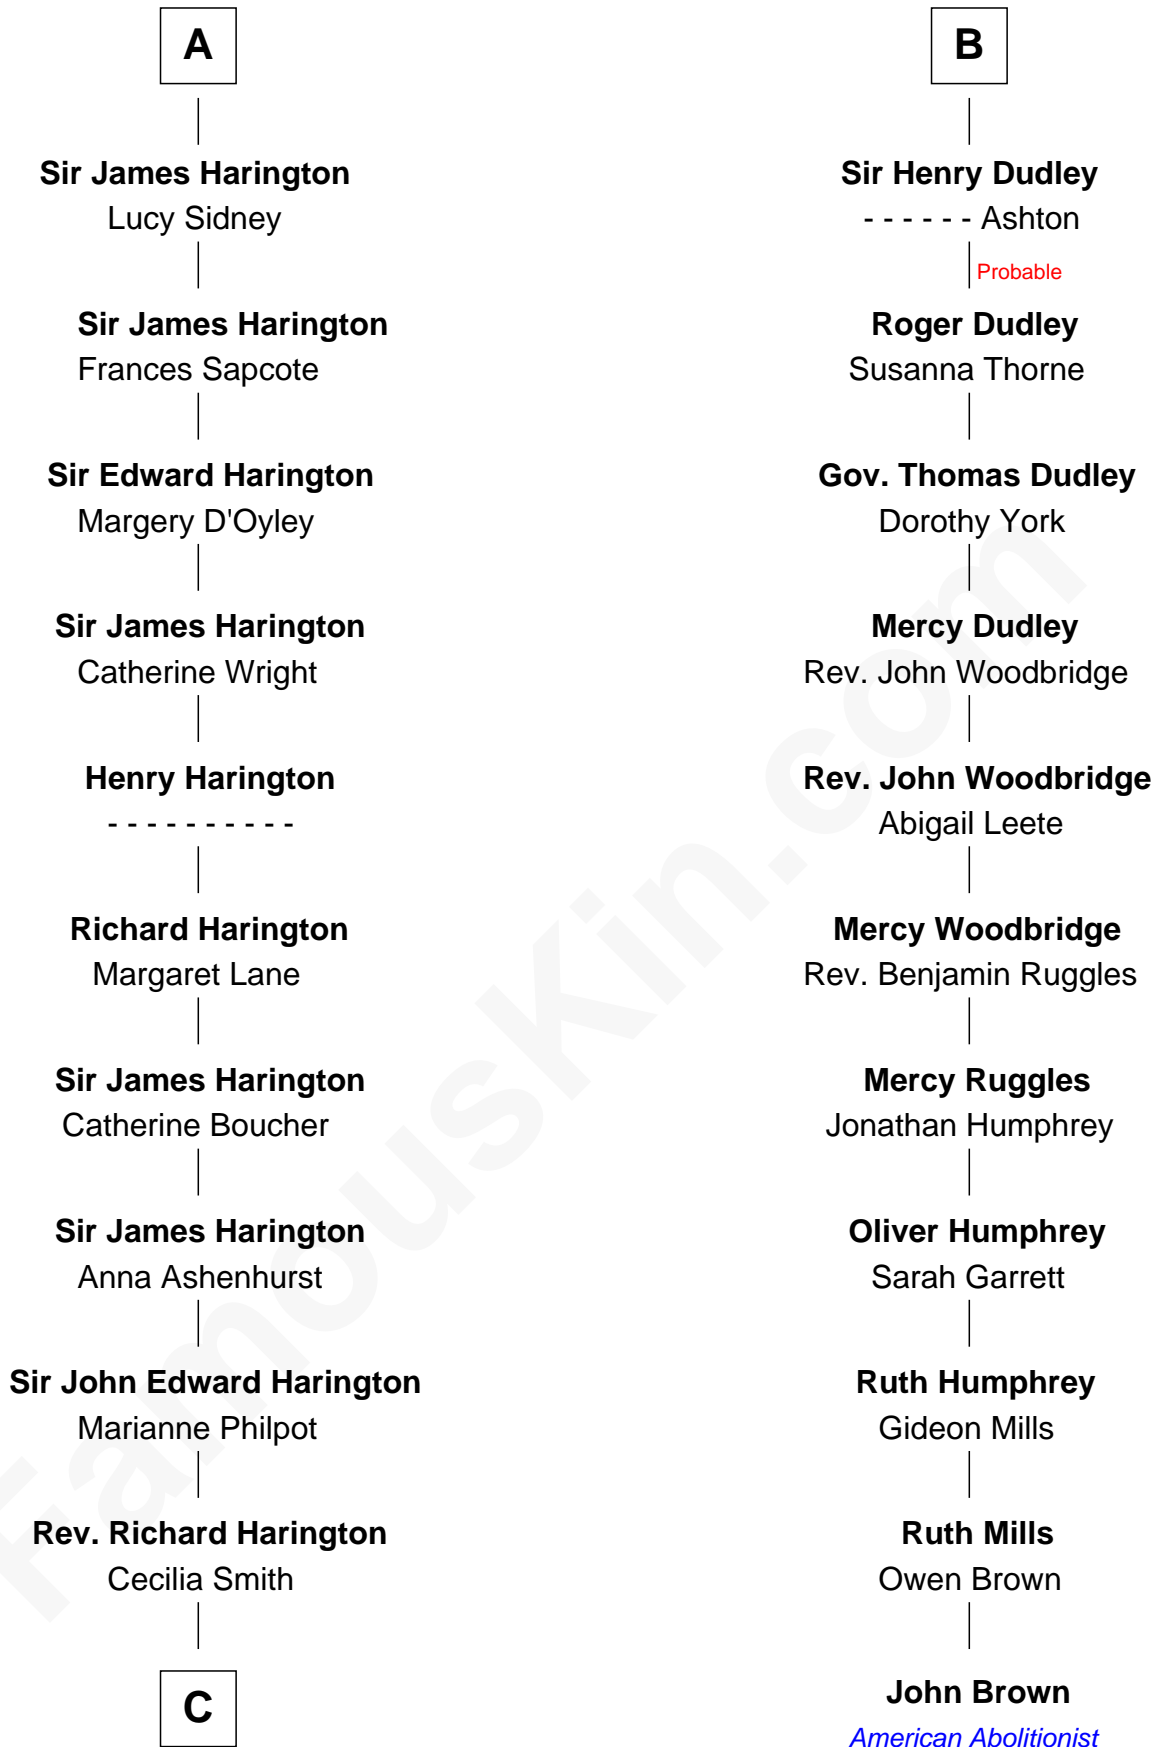 A
Sir James Harington
Lucy Sidney
Sir James Harington
Frances Sapcote
Sir Edward Harington
Margery D'Oyley
Sir James Harington
Catherine Wright
Henry Harington
- - - - - - - - - -
Richard Harington
Margaret Lane
Sir James Harington
Catherine Boucher
Sir James Harington
Anna Ashenhurst
Sir John Edward Harington
Marianne Philpot
Rev. Richard Harington
Cecilia Smith
C
B
Sir Henry Dudley
- - - - - - Ashton
Probable
Roger Dudley
Susanna Thorne
Gov. Thomas Dudley
Dorothy York
Mercy Dudley
Rev. John Woodbridge
Rev. John Woodbridge
Abigail Leete
Mercy Woodbridge
Rev. Benjamin Ruggles
Mercy Ruggles
Jonathan Humphrey
Oliver Humphrey
Sarah Garrett
Ruth Humphrey
Gideon Mills
Ruth Mills
Owen Brown
John Brown
American Abolitionist
FamousKin.com